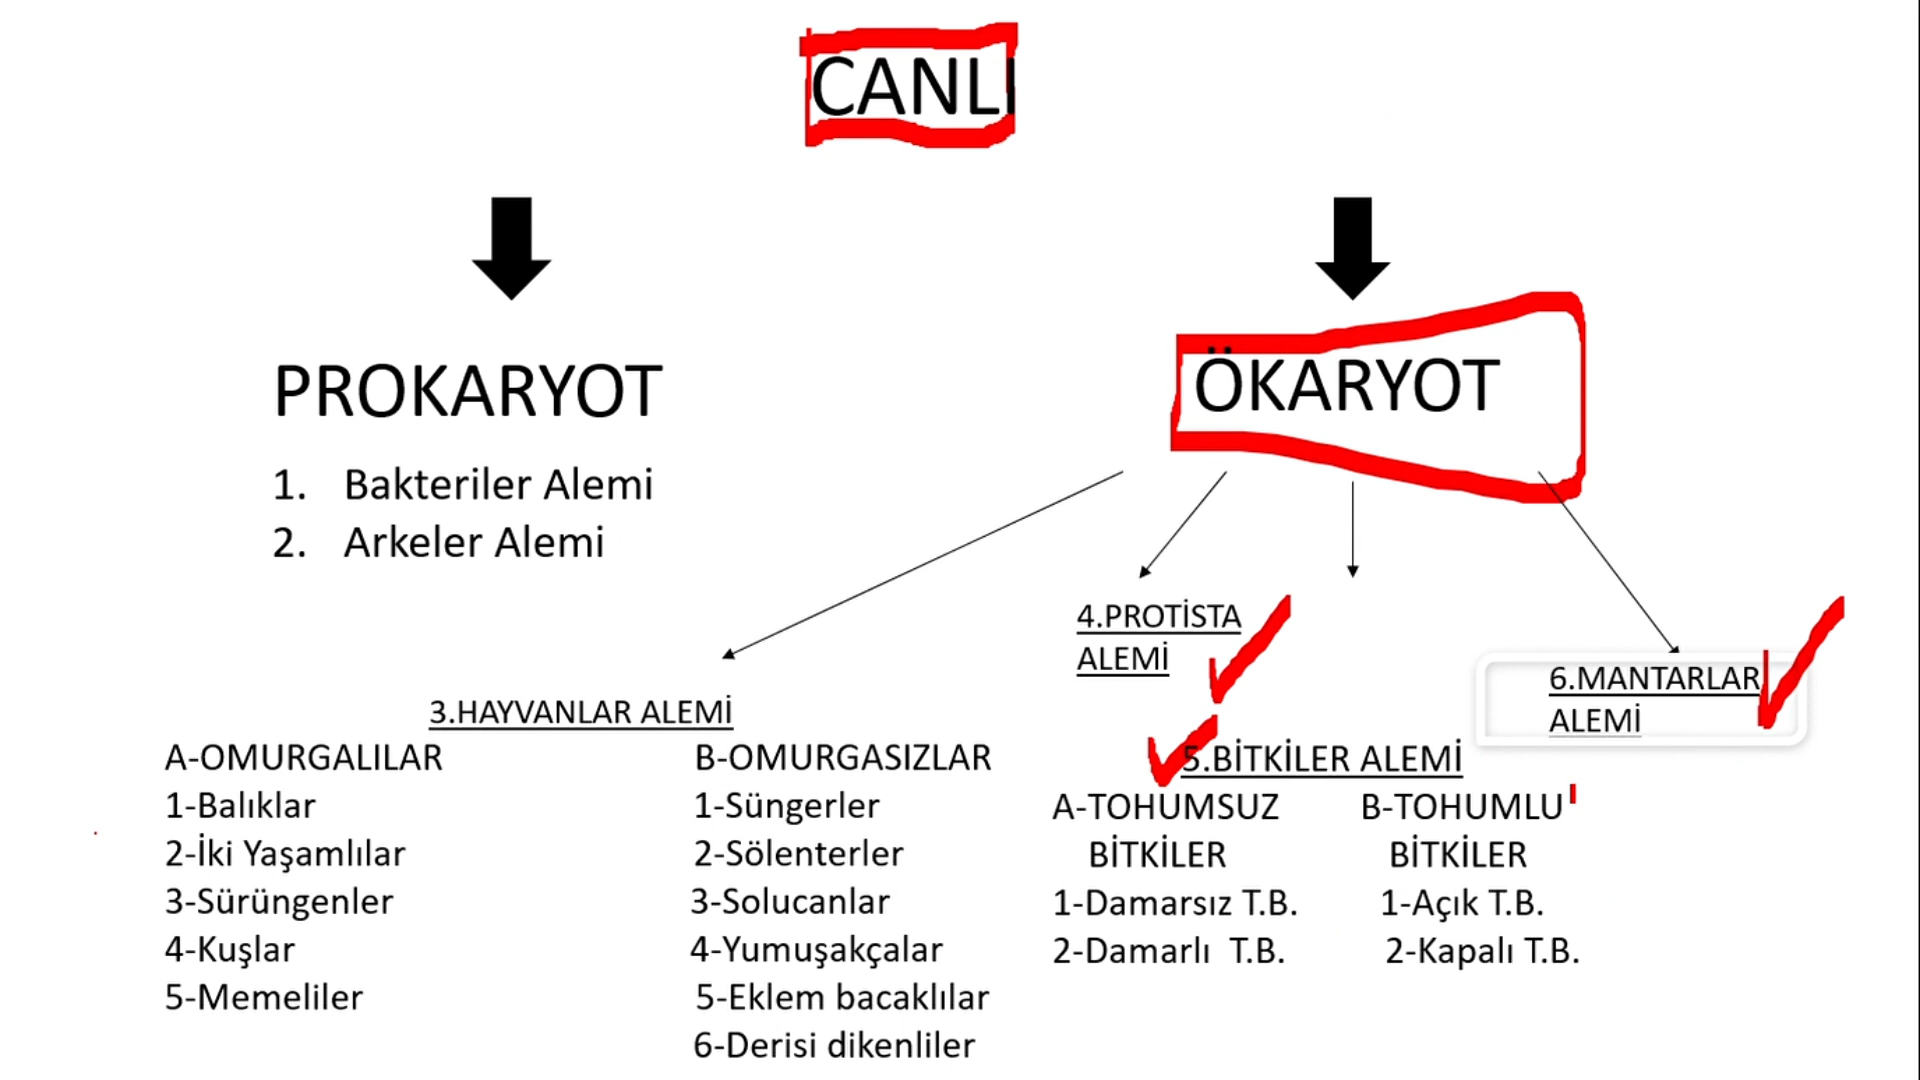 CANLI
PROKARYOT
1. Bakteriler Alemi
2. Arkeler Alemi
ÖKARYOT
3.HAYVANLAR ALEMİ
A-OMURGALILAR
1-Balıklar
2-İki Yaşamlılar
3-Sürüngenler
4-Kuşlar
5-Memeliler
B-OMURGASIZLAR
1-Süngerler
2-Sölenterler
3-Solucanlar
4-Yumuşakçalar
5-Eklem bacaklılar
6-Derisi dikenliler
4.PROTİSTA
ALEMİ
5.BİTKİLER ALEMİ
A-TOHUMSUZ
BİTKİLER
1-Damarsız T.B.
2-Damarlı T.B.
B-TOHUMLU
BİTKİLER
1-Açık T.B.
2-Kapalı T.B.
6.MANTARLAR
ALEMİ